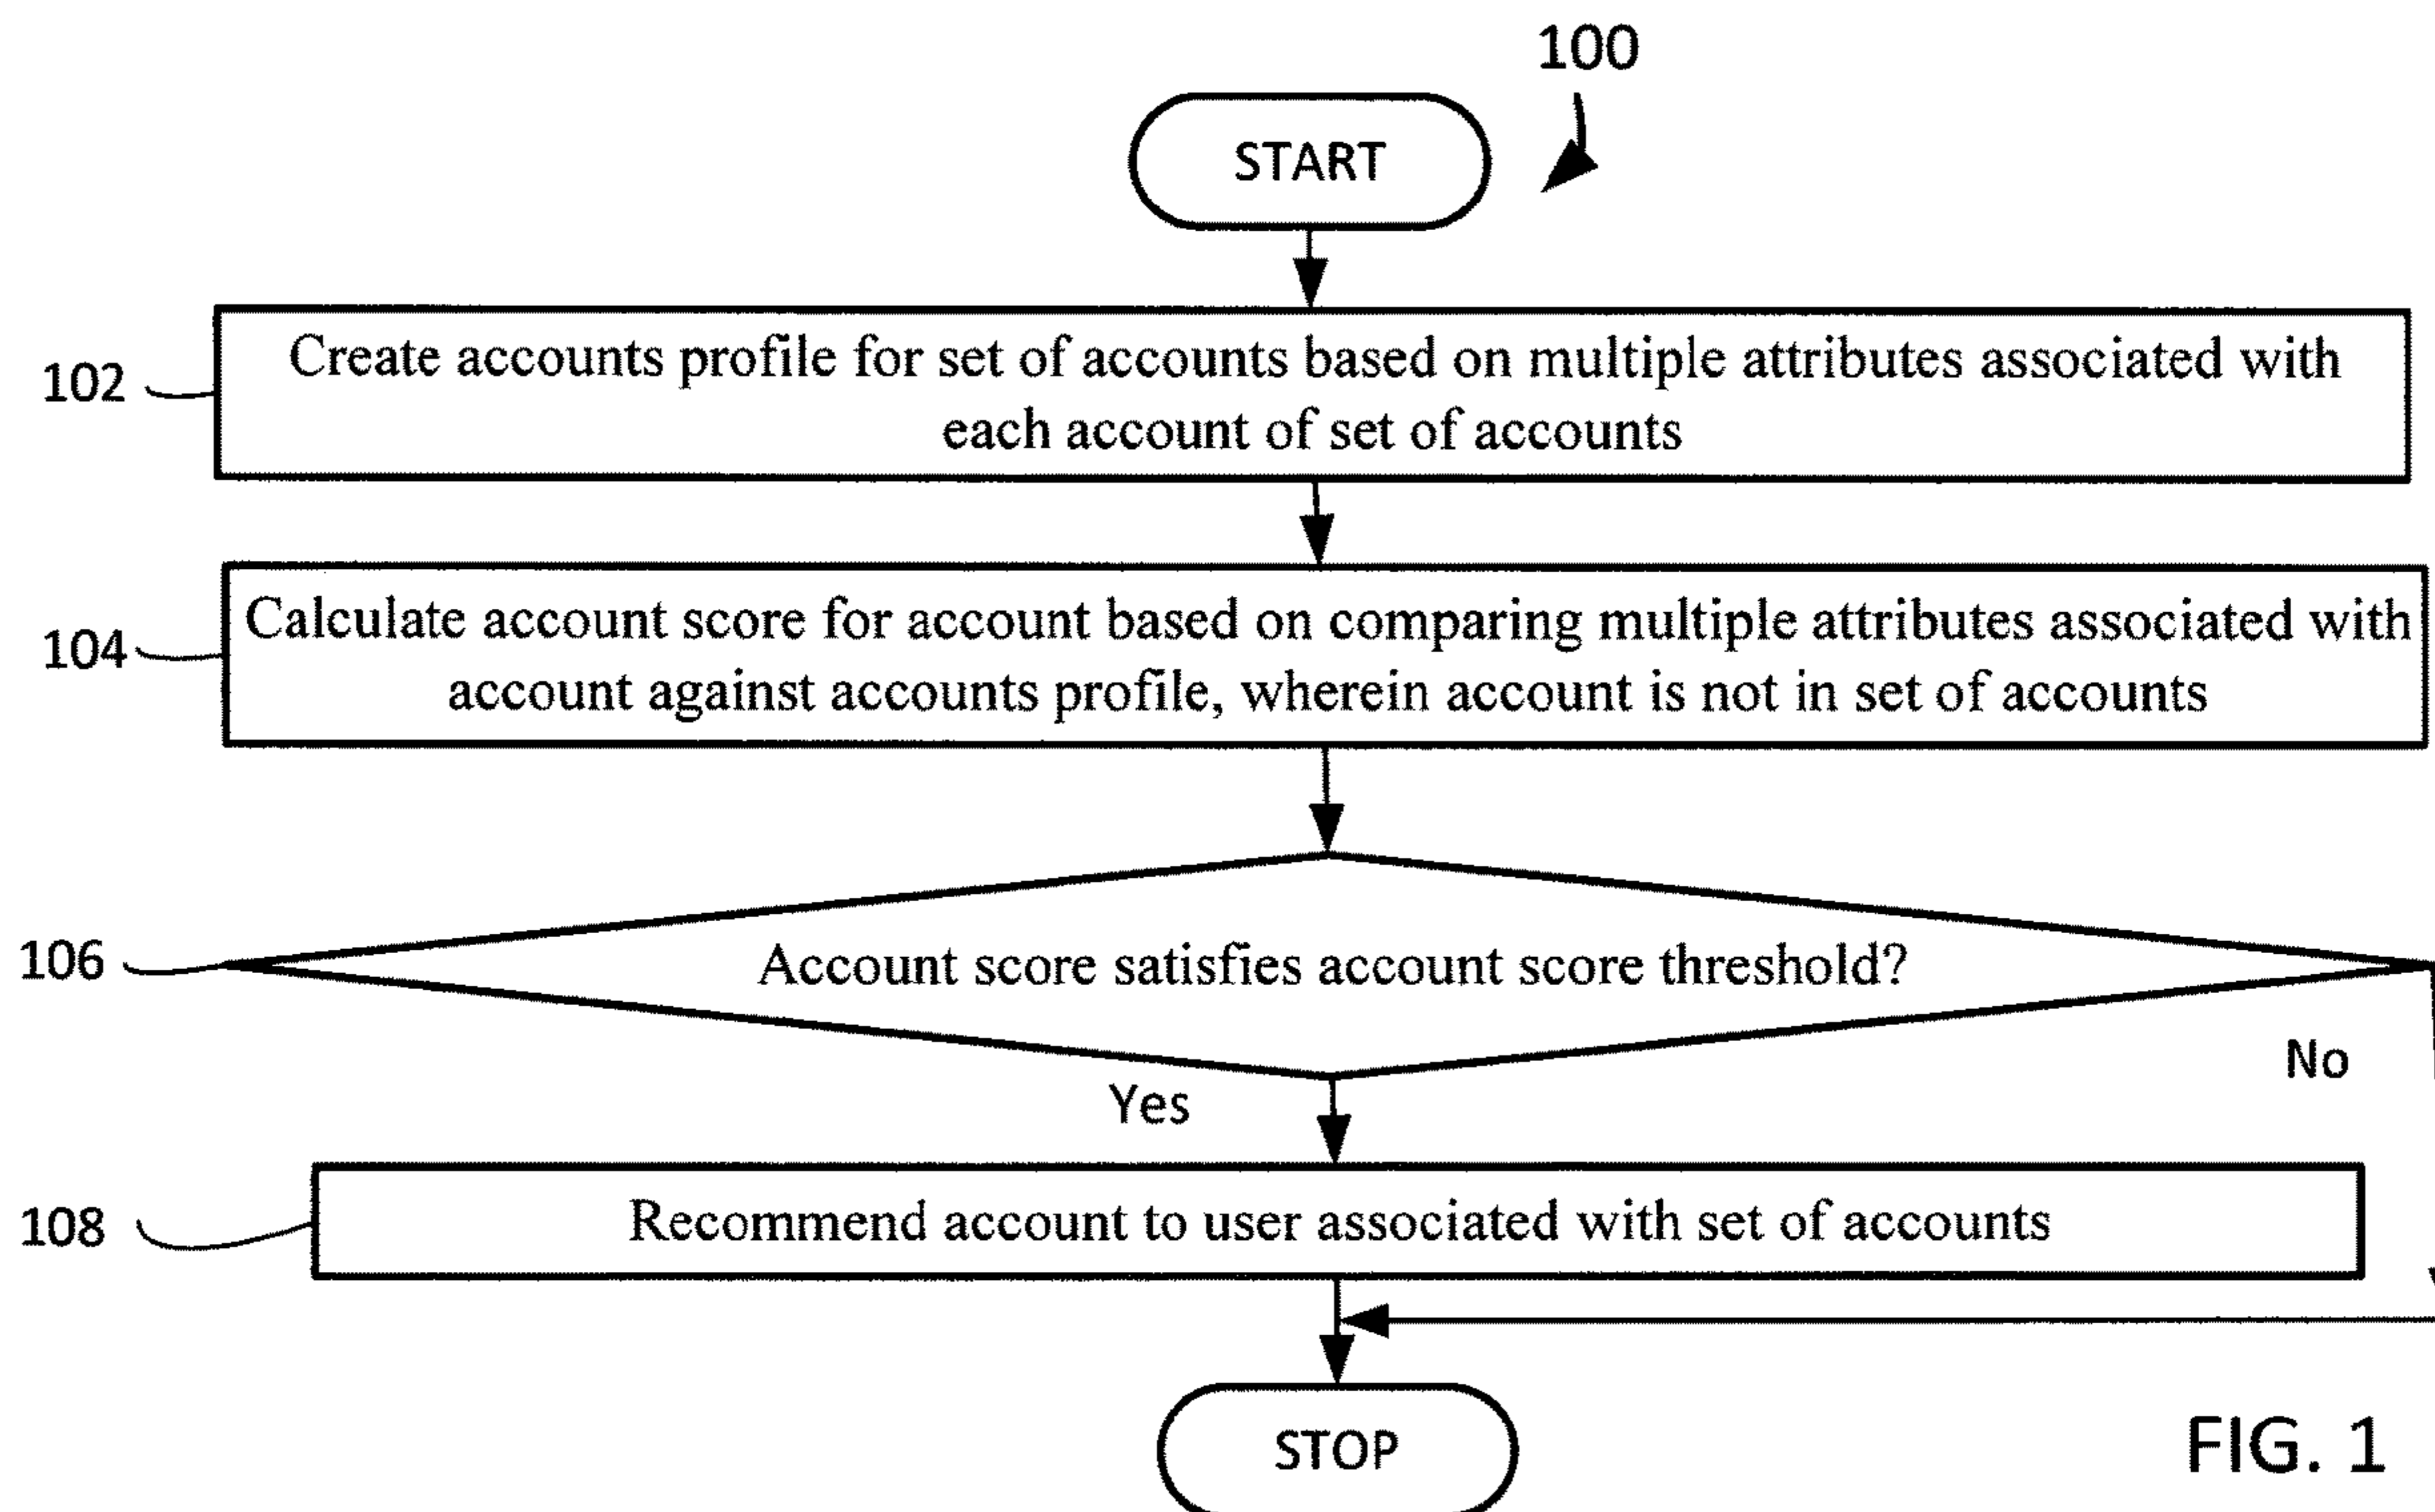 100
START
102
Create accounts profile for set of accounts based on multiple attributes associated with
each account of set of accounts
104
Calculate account score for account based on comparing multiple attributes associated with
account against accounts profile, wherein account is not in set of accounts
106
Account score satisfies account score threshold?
No
Yes
108
Recommend account to user associated with set of accounts
STOP
FIG. 1